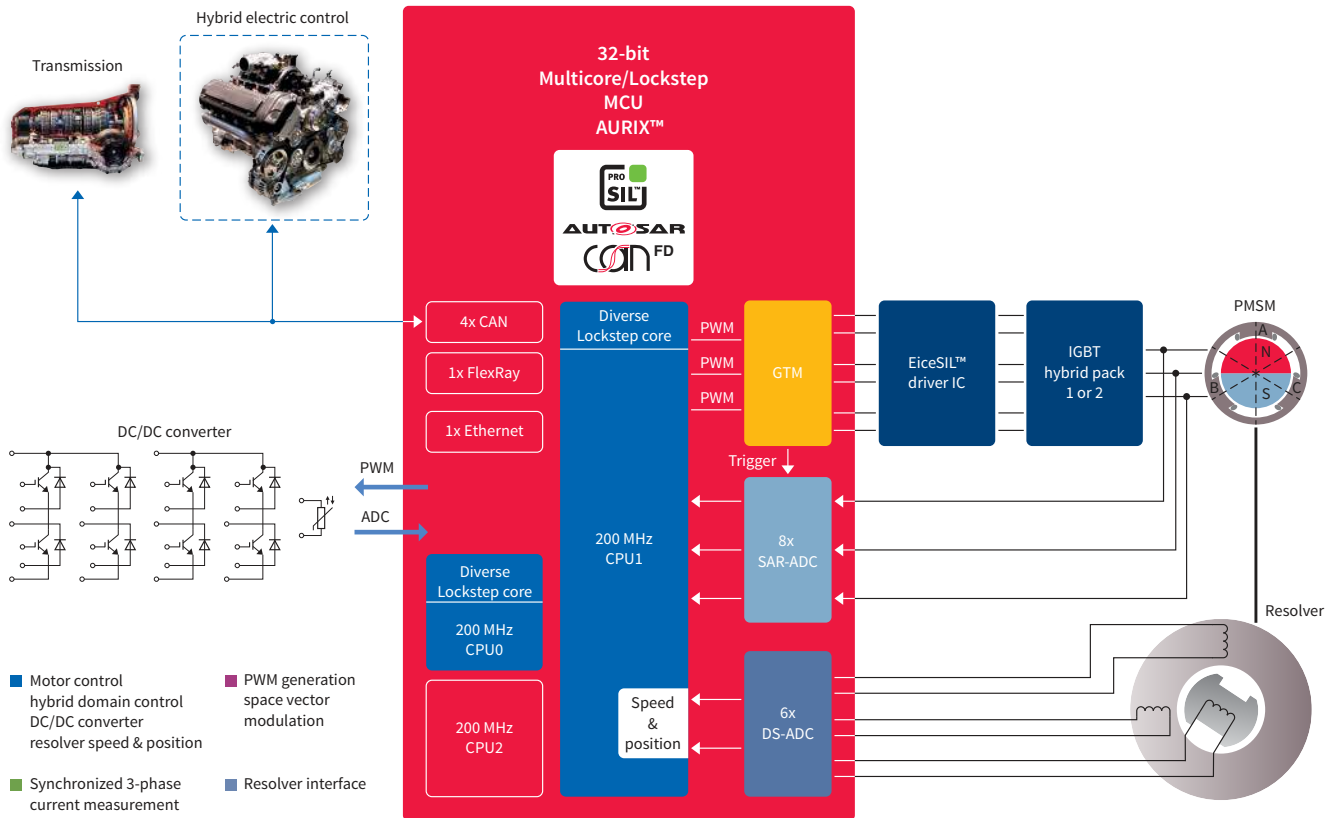 Hybrid electric control
Transmission
32-bit
Multicore/Lockstep
MCU
AURIX™
PRO
SIL™
AUTOSAR
CAN FD
4x CAN
1x FlexRay
1x Ethernet
Diverse
Lockstep core
PWM
PWM
PWM
GTM
EiceSIL™
driver IC
IGBT
hybrid pack
1 or 2
PMSM
A
N
B
C
S
DC/DC converter
PWM
ADC
Trigger
200 MHz
CPU1
8x
SAR-ADC
Diverse
Lockstep core
200 MHz
CPU0
200 MHz
CPU2
Speed
&
position
6x
DS-ADC
Resolver
Motor control
hybrid domain control
DC/DC converter
resolver speed & position
PWM generation
space vector
modulation
Synchronized 3-phase
current measurement
Resolver interface